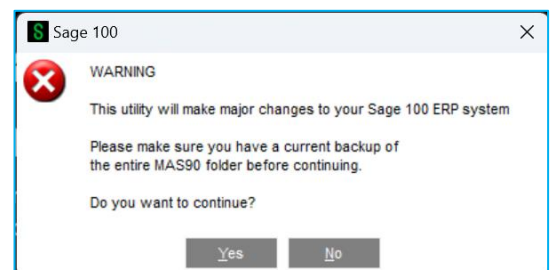 Sage 100
WARNING
This utility will make major changes to your Sage 100 ERP system
Please make sure you have a current backup of
the entire MAS90 folder before continuing.
Do you want to continue?
Yes
No